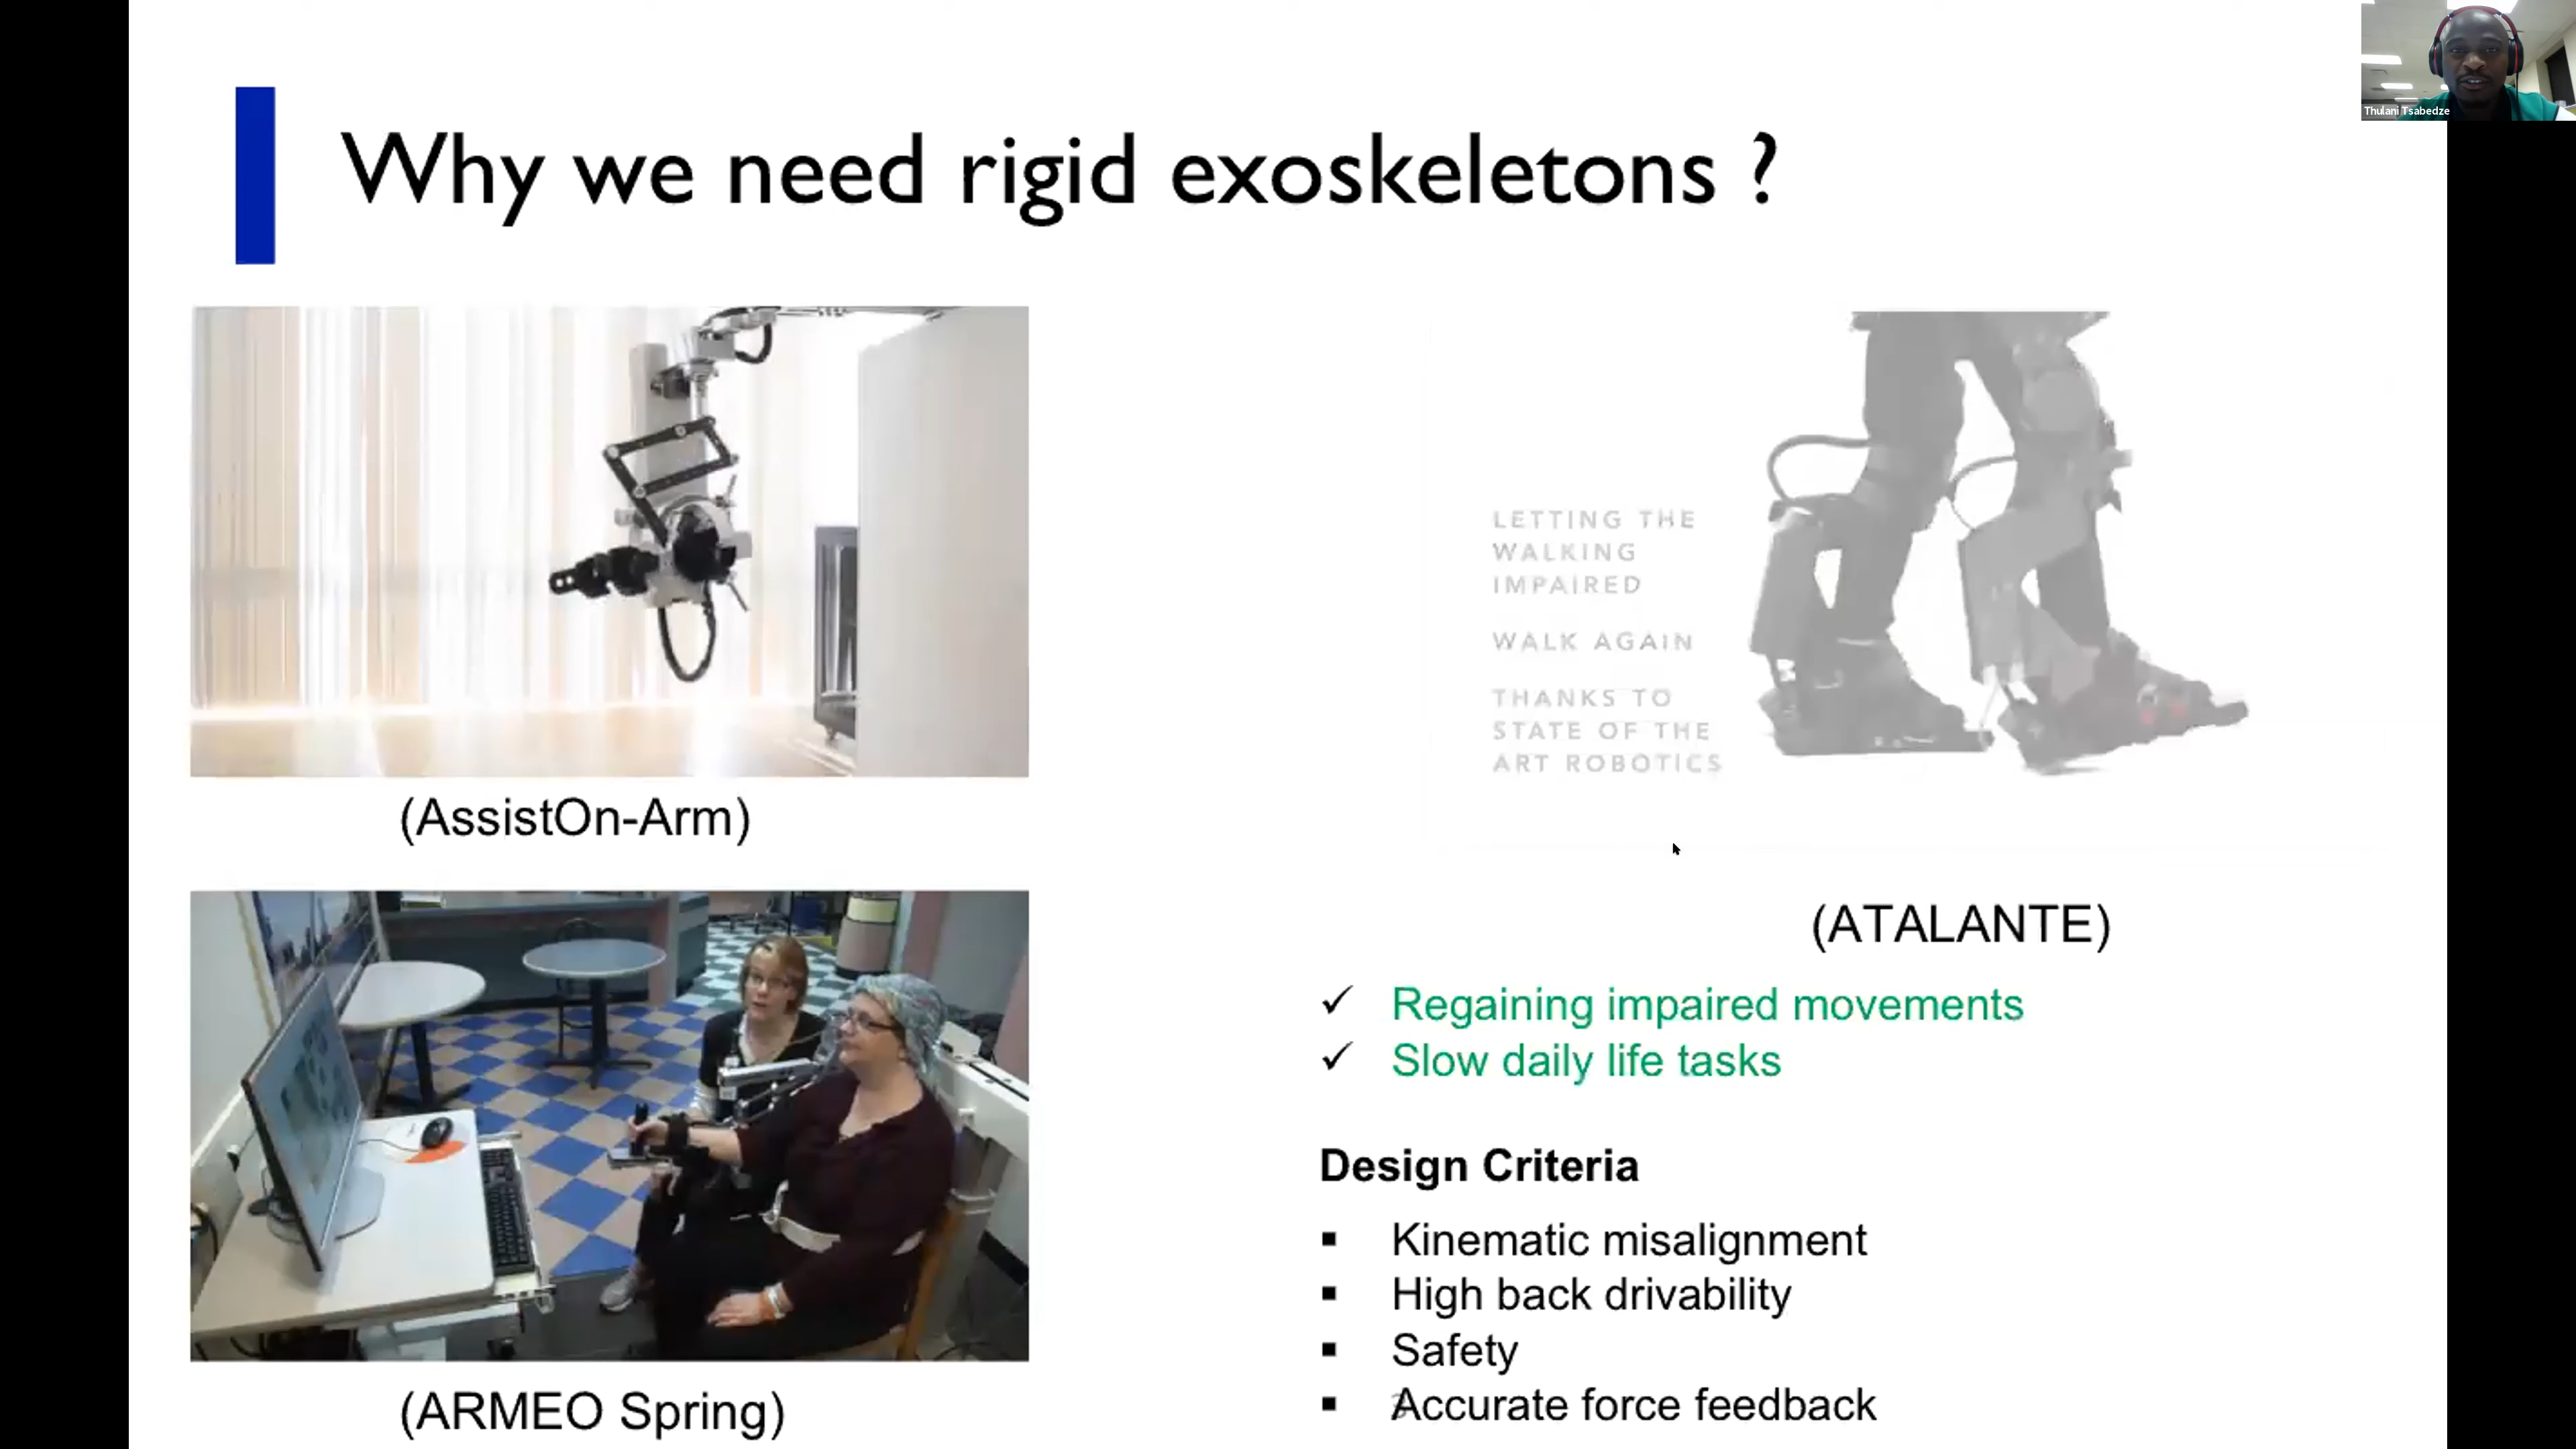 Thulani Tsabedze
Why we need rigid exoskeletons ?
(AssistOn-Arm)
LETTING THE
WALKING
IMPAIRED
WALK AGAIN
THANKS TO
STATE OF THE
ART ROBOTICS
(ATALANTE)
✓ Regaining impaired movements
✓ Slow daily life tasks
Design Criteria
▪ Kinematic misalignment
▪ High back drivability
▪ Safety
▪ Accurate force feedback
(ARMEO Spring)